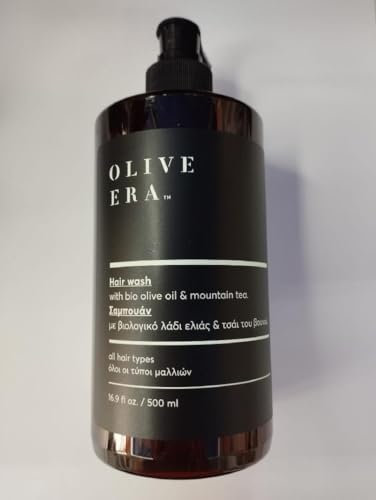 OLIVE
ERA™
Hair wash
with bio olive oil & mountain tea.
Σαμπουάν
με βιολογικό λάδι ελιάς & τσάι του βουνού
all hair types
όλοι οι τύποι μαλλιών
16.9 fl oz. / 500 ml